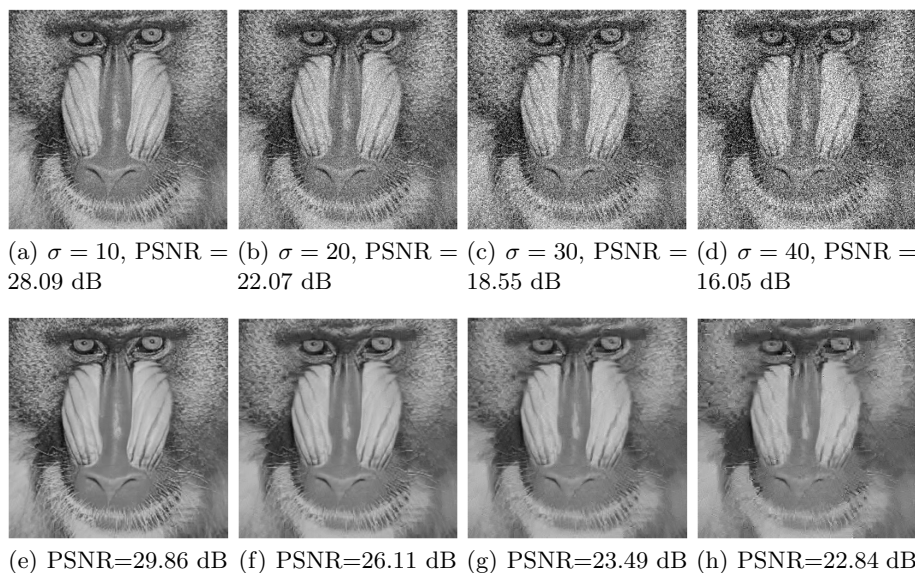 (a) σ = 10, PSNR =
28.09 dB
(b) σ = 20, PSNR =
22.07 dB
(c) σ = 30, PSNR =
18.55 dB
(d) σ = 40, PSNR =
16.05 dB
(e) PSNR=29.86 dB
(f) PSNR=26.11 dB
(g) PSNR=23.49 dB
(h) PSNR=22.84 dB